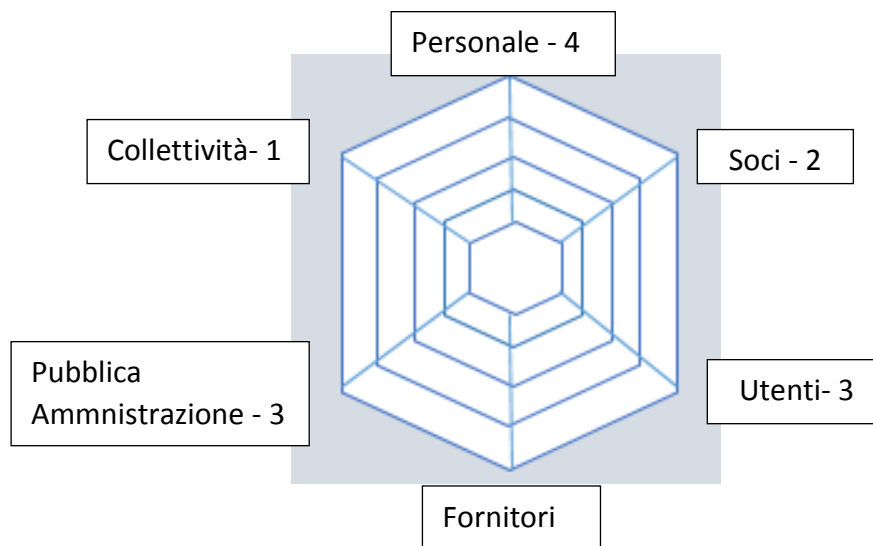 Personale - 4
Collettività- 1
Soci - 2
Pubblica
Ammnistrazione - 3
Utenti- 3
Fornitori